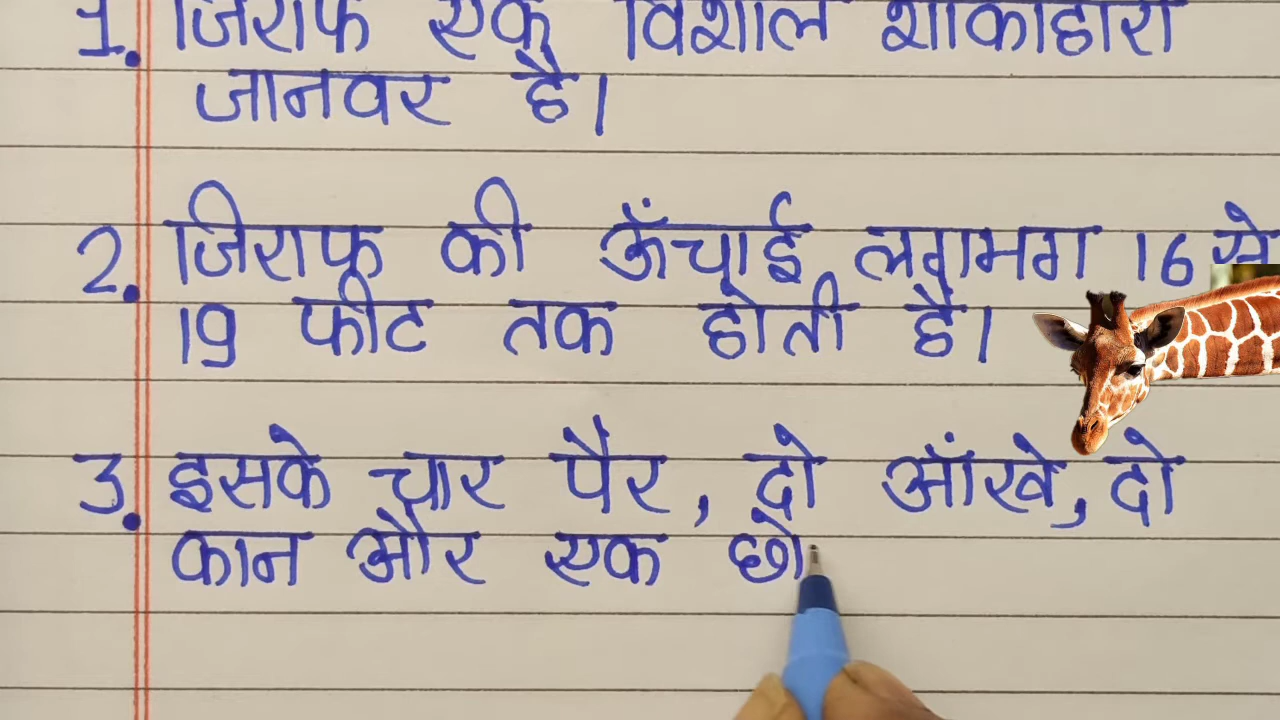 1. जिराफ एक विशाल शाकाहारी
जानवर है।
2. जिराफ की ऊँचाई लगभग 16 से
19 फीट तक होती है।
3. इसके चार पैर, दो आँखे, दो
कान और एक छो